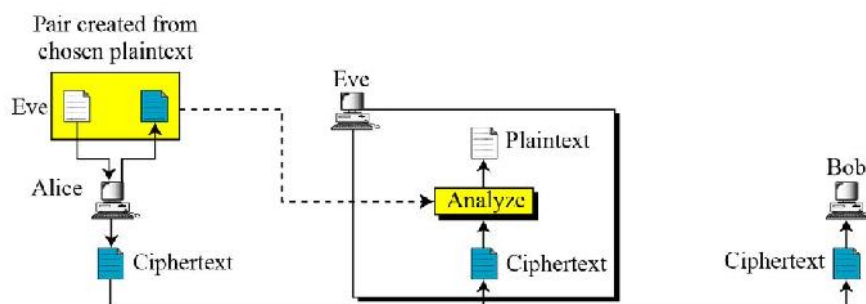 Pair created from
chosen plaintext
Eve
Eve
Plaintext
Bob
Alice
Analyze
Ciphertext
Ciphertext
Ciphertext